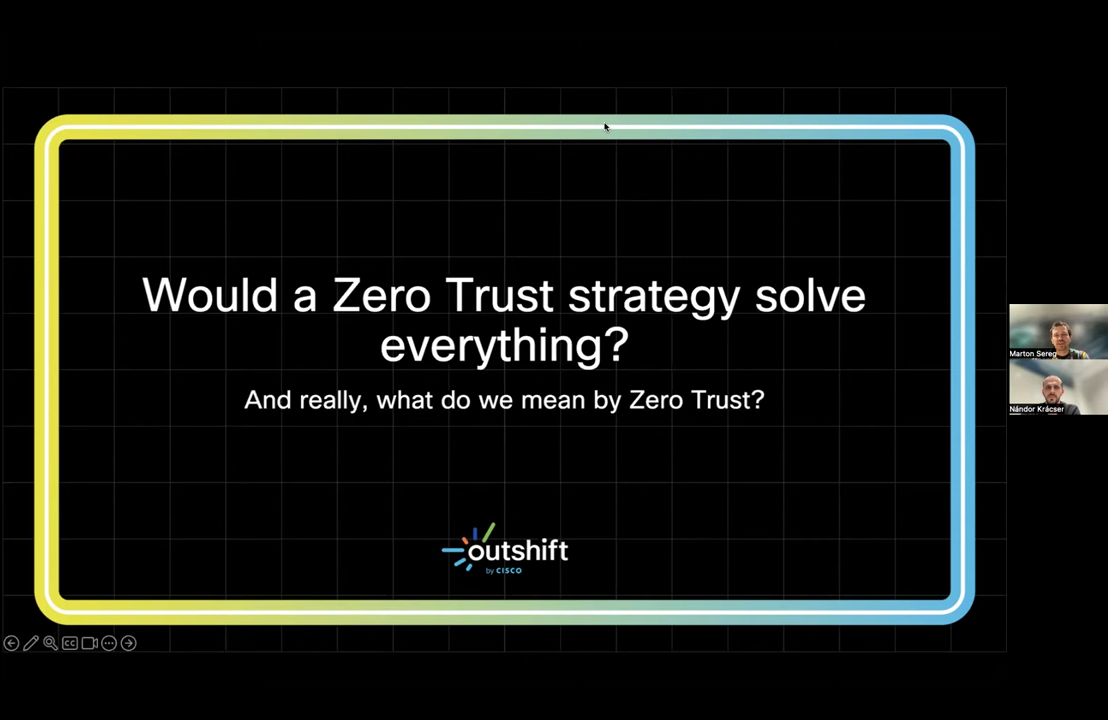 Would a Zero Trust strategy solve
everything?
And really, what do we mean by Zero Trust?
outshift
by CISCO
CC
Marton Sereg
Nándor Krácser